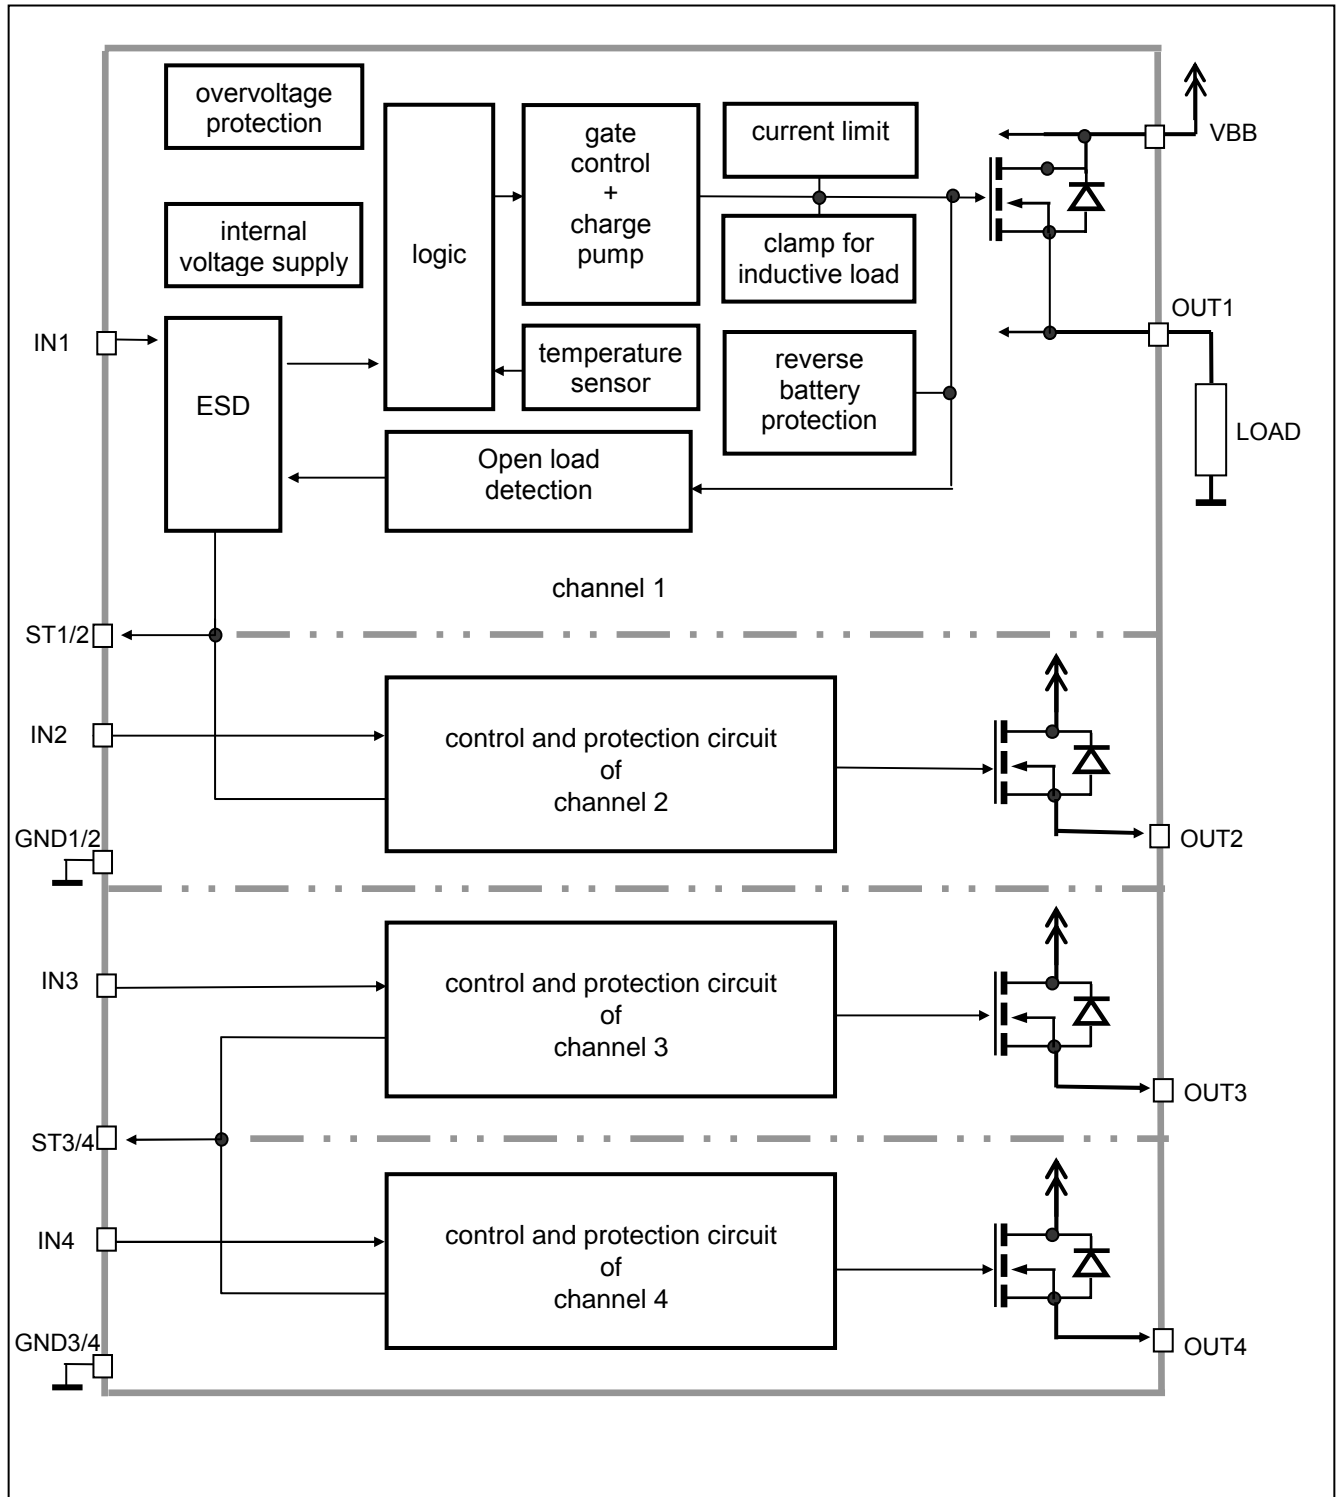 overvoltage
protection
current limit
VBB
gate
control
+
charge
pump
internal
voltage supply
logic
clamp for
inductive load
OUT1
IN1
temperature
sensor
reverse
battery
protection
ESD
LOAD
Open load
detection
channel 1
ST1/2
IN2
control and protection circuit
of
channel 2
GND1/2
OUT2
IN3
control and protection circuit
of
channel 3
OUT3
ST3/4
IN4
control and protection circuit
of
channel 4
GND3/4
OUT4